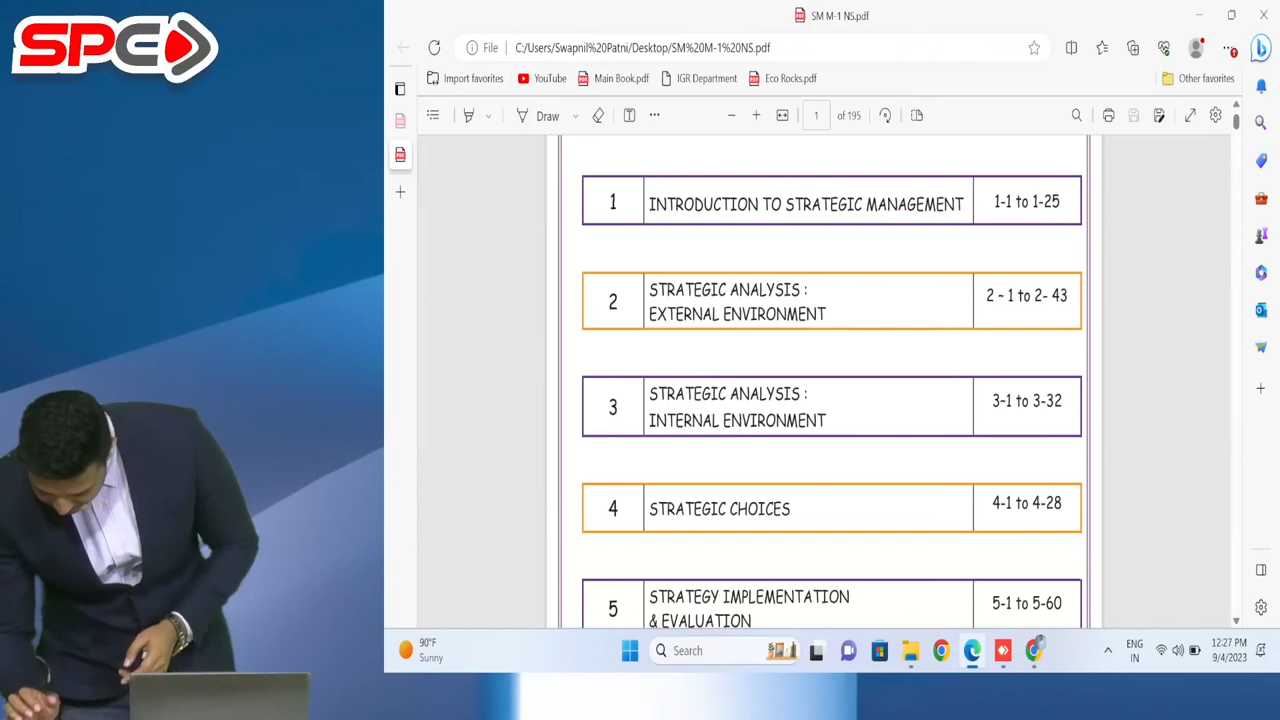 SPC
SM M-1 NS.pdf
File
C:/Users/Swapnil%20Patni/Desktop/SM%20M-1%20NS.pdf
Import favorites
YouTube
Main Book.pdf
IGR Department
Eco Rocks.pdf
Other favorites
Draw
1
of 195
1
INTRODUCTION TO STRATEGIC MANAGEMENT
1-1 to 1-25
2
STRATEGIC ANALYSIS :
EXTERNAL ENVIRONMENT
2 - 1 to 2- 43
3
STRATEGIC ANALYSIS :
INTERNAL ENVIRONMENT
3-1 to 3-32
4
STRATEGIC CHOICES
4-1 to 4-28
5
STRATEGY IMPLEMENTATION
& EVALUATION
5-1 to 5-60
90°F
Sunny
Search
ENG
IN
12:27 PM
9/4/2023